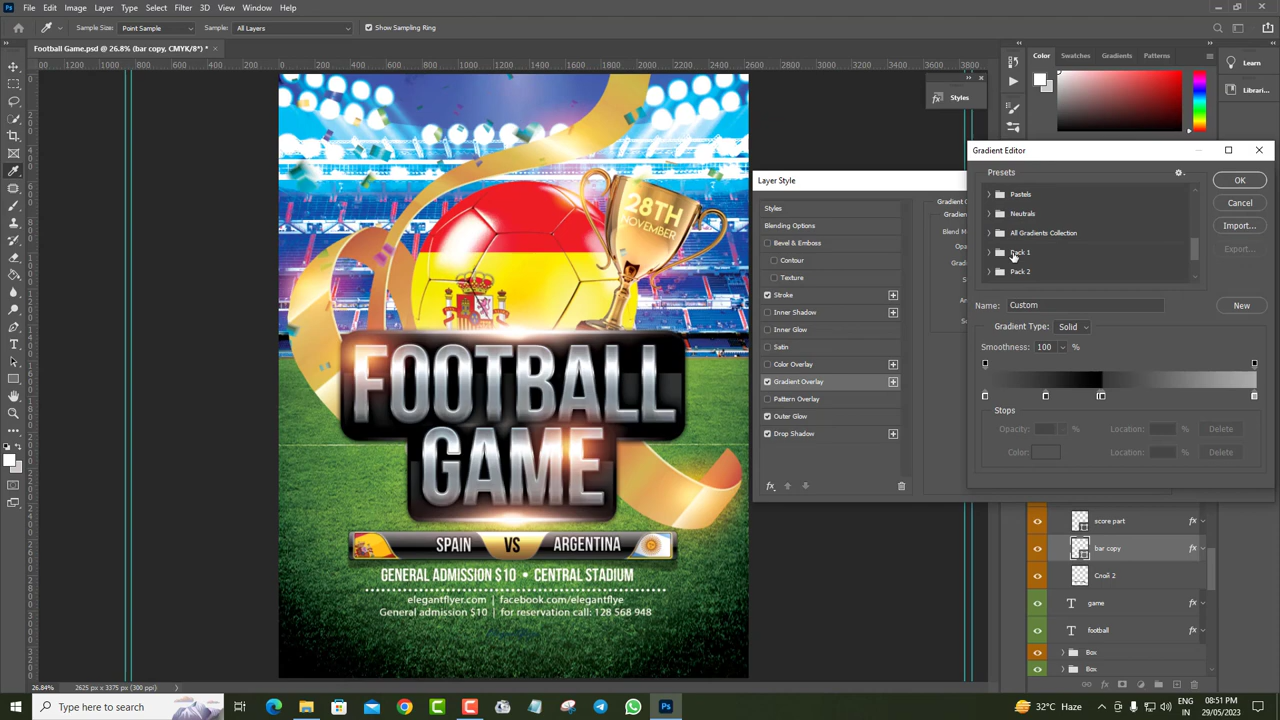 File Edit Image Layer Type Select Filter 3D View Window Help
Sample Size: Point Sample Sample: All Layers Show Sampling Ring
Football Game.psd @ 26.8% (bar copy, CMYK/8*) * ×
Color Swatches Gradients Patterns
Learn
Librari...
Styles
28TH
NOVEMBER
FOOTBALL
GAME
SPAIN VS ARGENTINA
GENERAL ADMISSION $10 • CENTRAL STADIUM
elegantflyer.com | facebook.com/elegantflye
General admission $10 | for reservation call: 128 568 948
Layer Style
Styles
Blending Options
Bevel & Emboss
Contour
Texture
Stroke
Inner Shadow
Inner Glow
Satin
Color Overlay
Gradient Overlay
Pattern Overlay
Outer Glow
Drop Shadow
Gradient Editor
Presets
OK
Cancel
Import...
Export...
Pastels
Neutrals
All Gradients Collection
Pack 1
Pack 2
Name: Custom
New
Gradient Type: Solid
Smoothness: 100 %
Stops
Opacity: % Location: % Delete
Color: Location: % Delete
score part
bar copy
Слой 2
game
football
Box
Box
26.84% 2625 px x 3375 px (300 ppi)
Type here to search
32°C Haze
ENG
IN
08:51 PM
29/05/2023